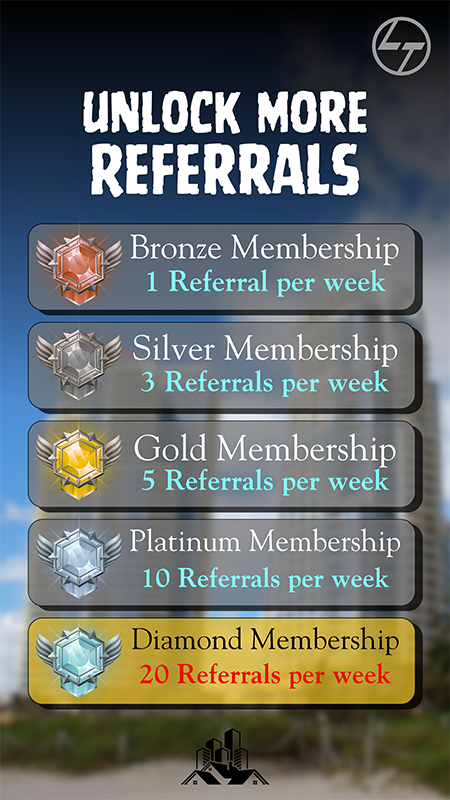 LT
UNLOCK MORE
REFERRALS
Bronze Membership
1 Referral per week
Silver Membership
3 Referrals per week
Gold Membership
5 Referrals per week
Platinum Membership
10 Referrals per week
Diamond Membership
20 Referrals per week